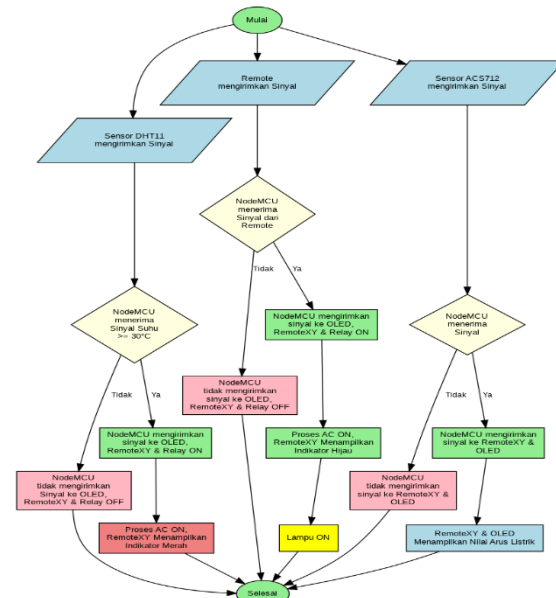 Mulai
Remote
mengirimkan Sinyal
Sensor ACS712
mengirimkan Sinyal
Sensor DHT11
mengirimkan Sinyal
NodeMCU
menerima
Sinyal dari
Remote
Tidak
Ya
NodeMCU
menerima
Sinyal Suhu
>= 30°C
NodeMCU mengirimkan
sinyal ke OLED,
RemoteXY & Relay ON
NodeMCU
menerima
Sinyal
Tidak
Ya
NodeMCU
tidak mengirimkan
sinyal ke OLED,
RemoteXY & Relay OFF
Tidak
Ya
NodeMCU mengirimkan
sinyal ke OLED,
RemoteXY & Relay ON
Proses AC ON,
RemoteXY Menampilkan
Indikator Hijau
NodeMCU mengirimkan
sinyal ke RemoteXY &
OLED
NodeMCU
tidak mengirimkan
Sinyal ke OLED,
RemoteXY & Relay OFF
NodeMCU
tidak mengirimkan
sinyal ke RemoteXY &
OLED
Proses AC ON,
RemoteXY Menampilkan
Indikator Merah
Lampu ON
RemoteXY & OLED
Menampilkan Nilai Arus Listrik
Selesai